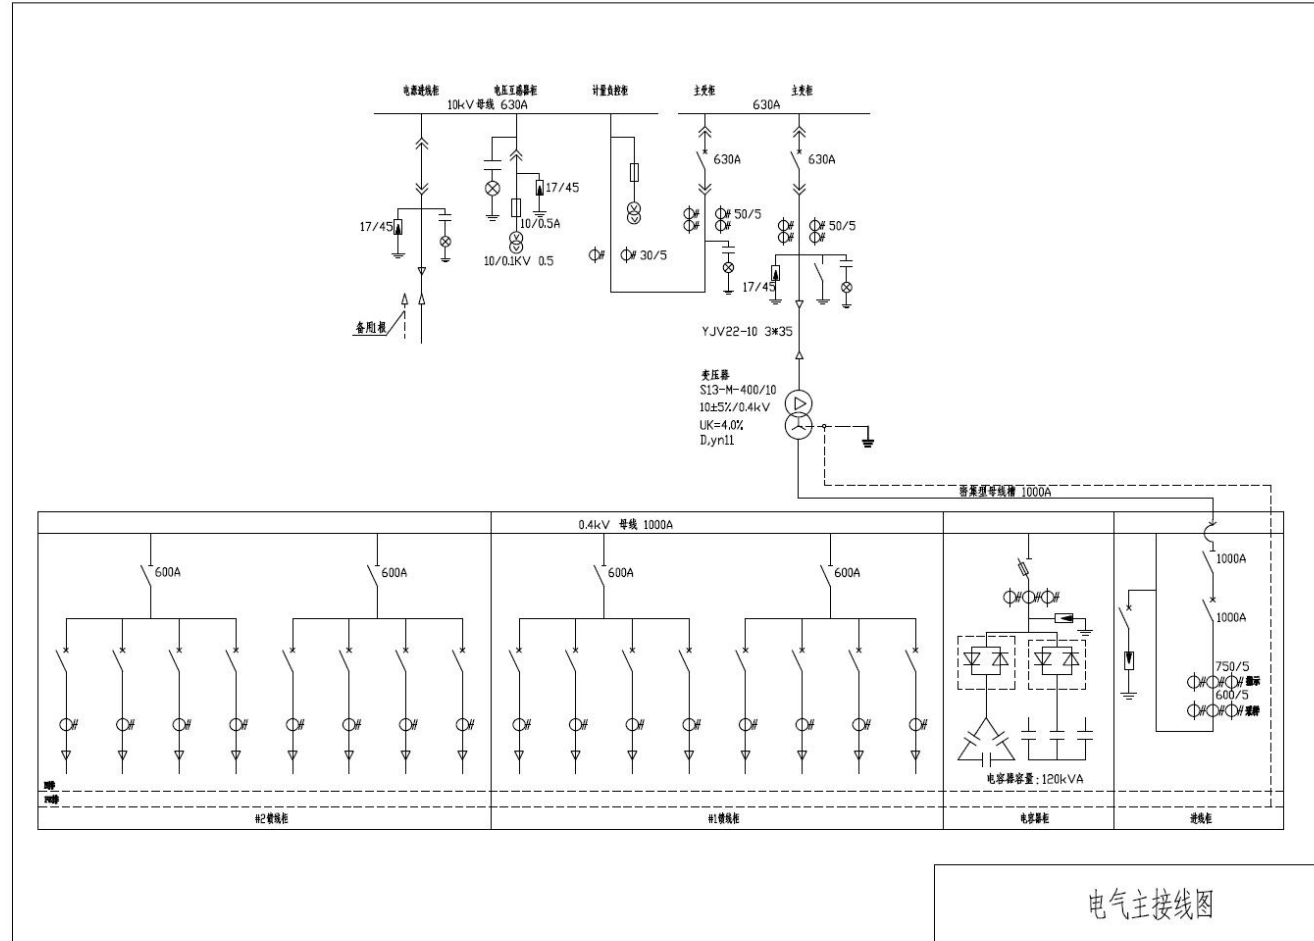 电源进线柜 电压互感器柜 计量负控柜 主受柜 主变柜
10kV 母线 630A
630A
630A
630A
17/45
17/45
10/0.5A
10/0.1KV 0.5
30/5
50/5
50/5
17/45
备用1根
YJV22-10 3*35
变压器
S13-M-400/10
10±5%/0.4kV
UK=4.0%
D,yn11
密集型母线槽 1000A
0.4kV 母线 1000A
600A
600A
600A
600A
1000A
1000A
750/5
600/5
电容器容量:120kVA
#2馈线柜
#1馈线柜
电容器柜
进线柜
电气主接线图